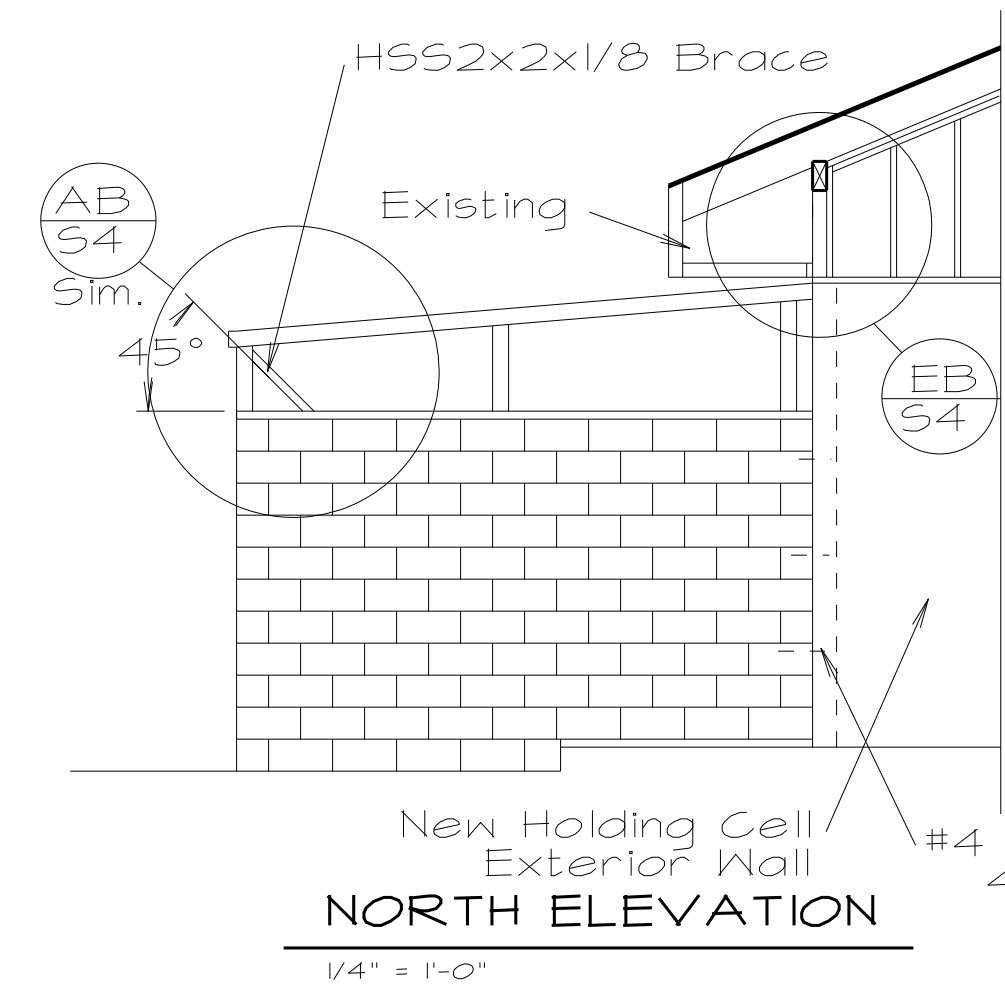 HSS2x2x1/8 Brace
AB
S4
Sim.
Existing
45°
EB
S4
New Holding Cell
Exterior Wall
#4
NORTH ELEVATION
1/4" = 1'-0"